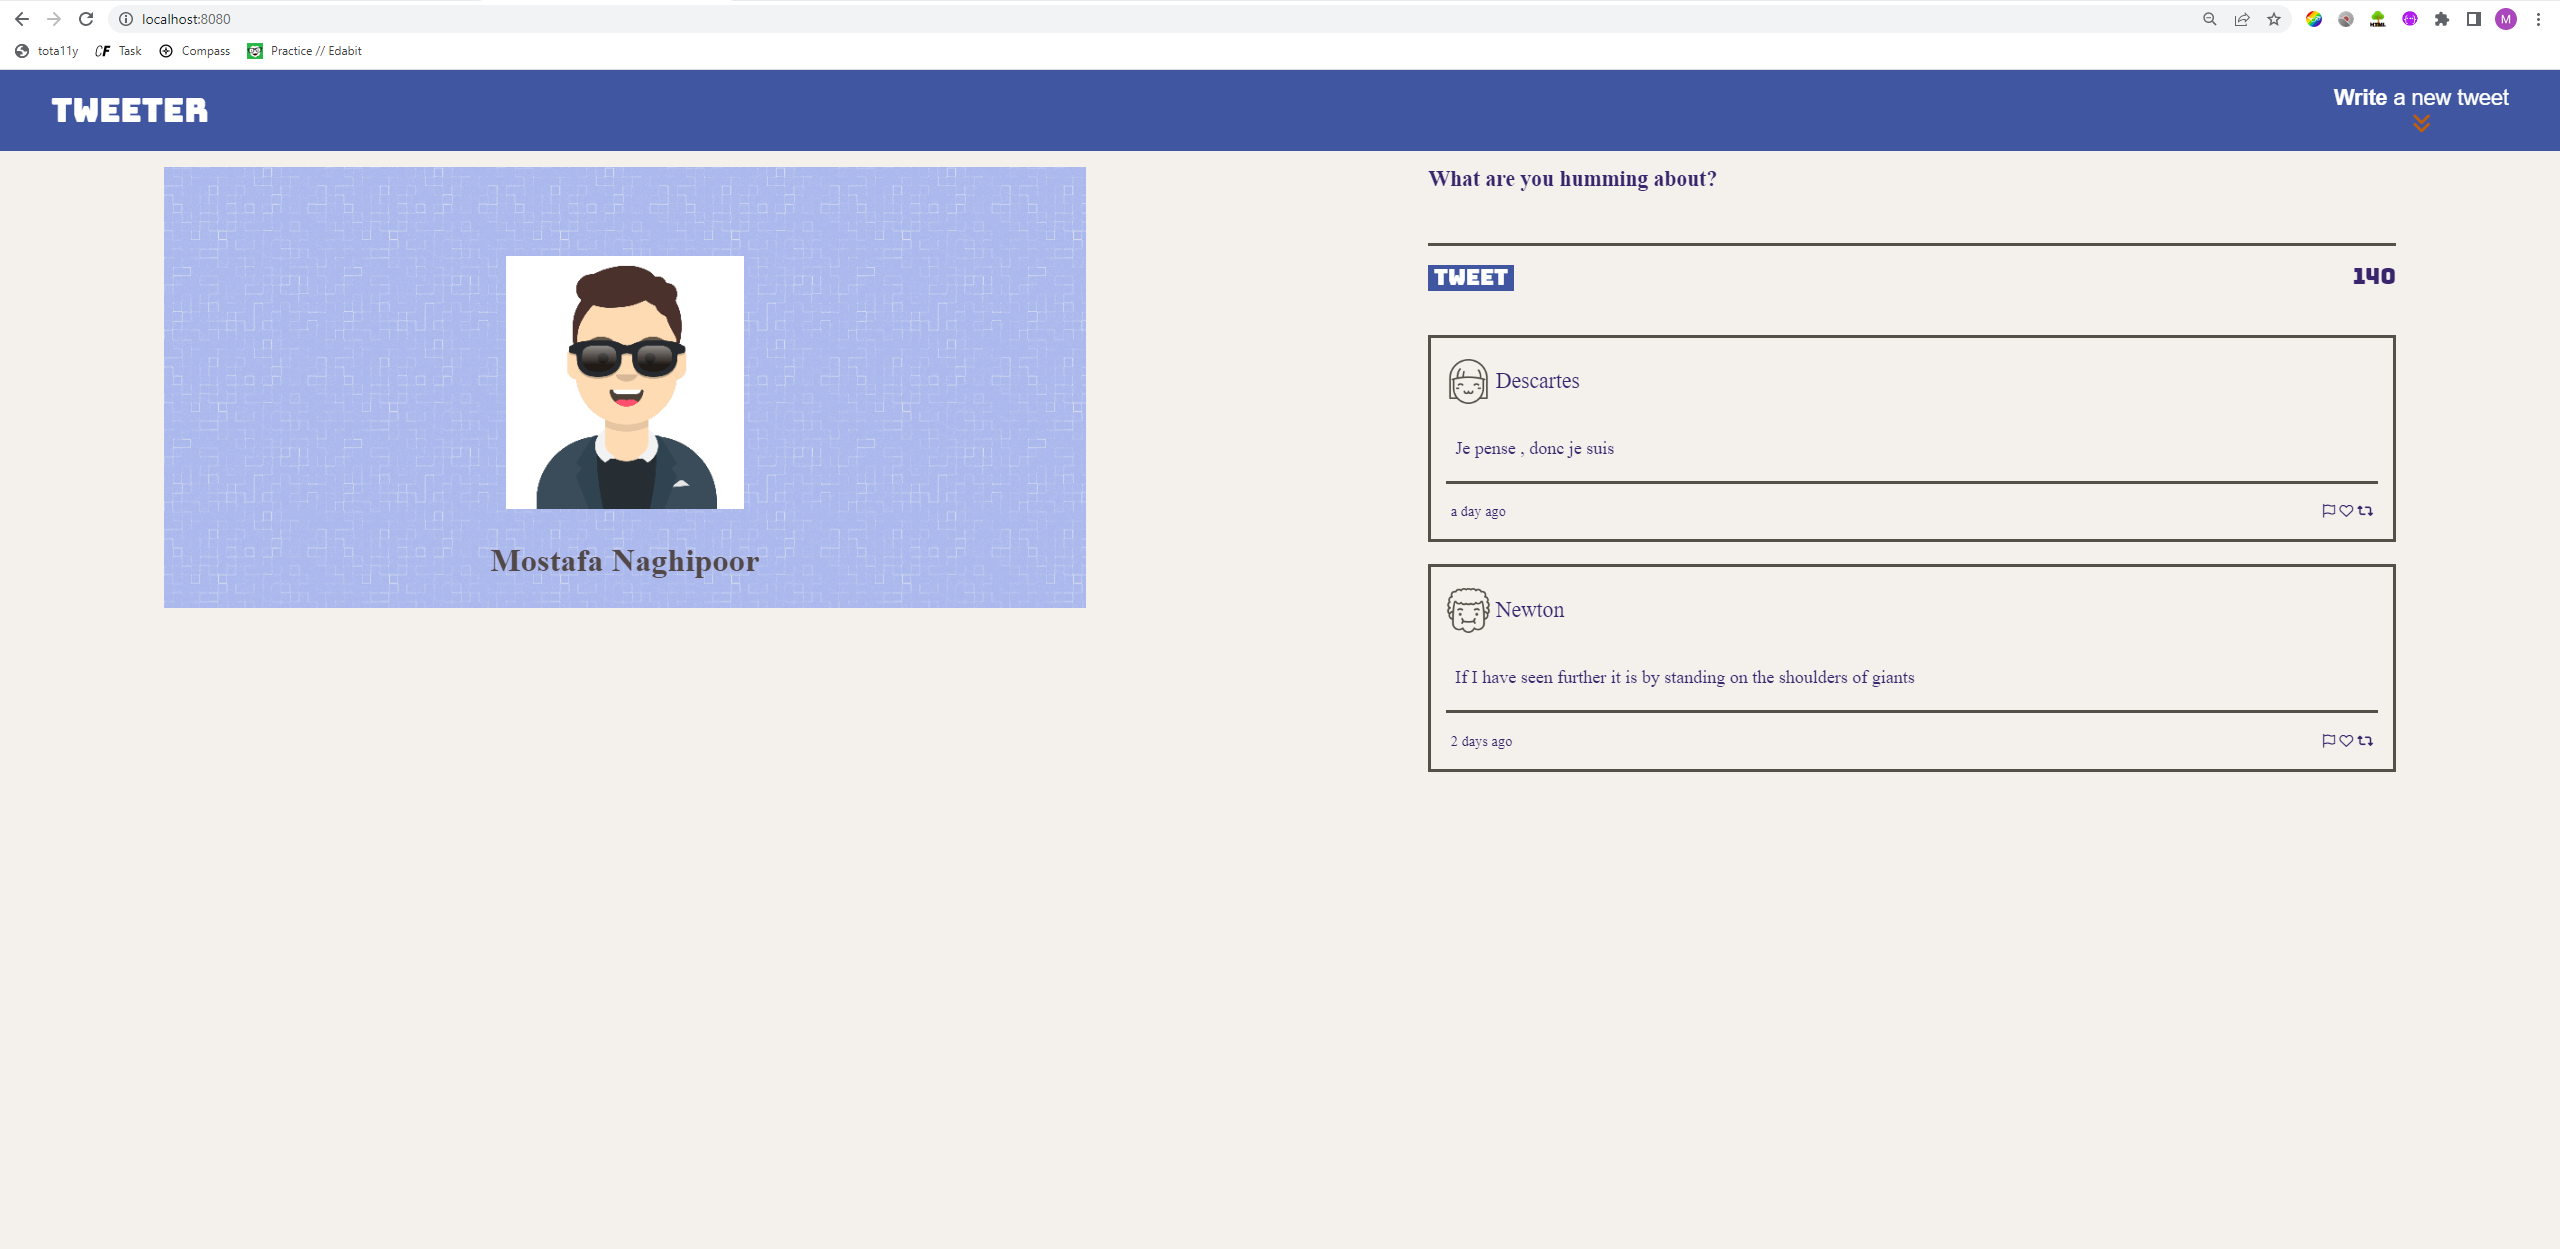 localhost:8080
M
tota11y
CF Task
Compass
Practice // Edabit
TWEETER
Write a new tweet
Mostafa Naghipoor
What are you humming about?
TWEET
140
Descartes
Je pense , donc je suis
a day ago
Newton
If I have seen further it is by standing on the shoulders of giants
2 days ago